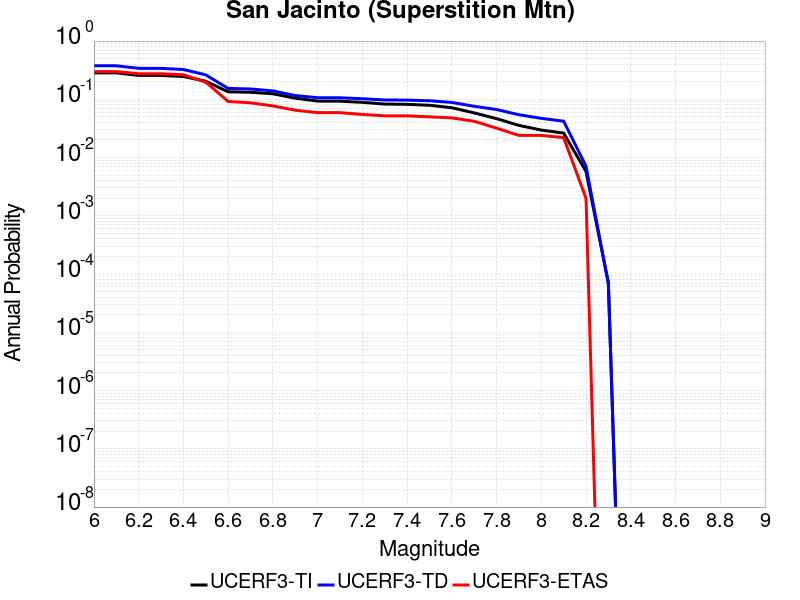 San Jacinto (Superstition Mtn)
10^0
10^-1
10^-2
10^-3
10^-4
10^-5
10^-6
10^-7
10^-8
Annual Probability
6 6.2 6.4 6.6 6.8 7 7.2 7.4 7.6 7.8 8 8.2 8.4 8.6 8.8 9
Magnitude
UCERF3-TI UCERF3-TD UCERF3-ETAS